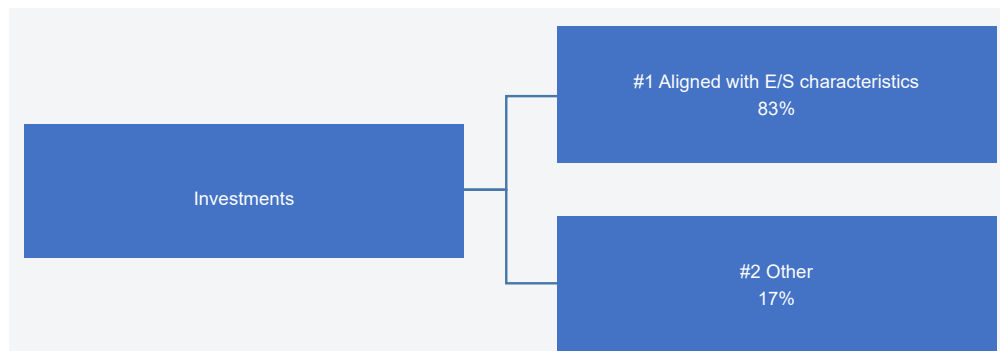 Investments
#1 Aligned with E/S characteristics
83%
#2 Other
17%